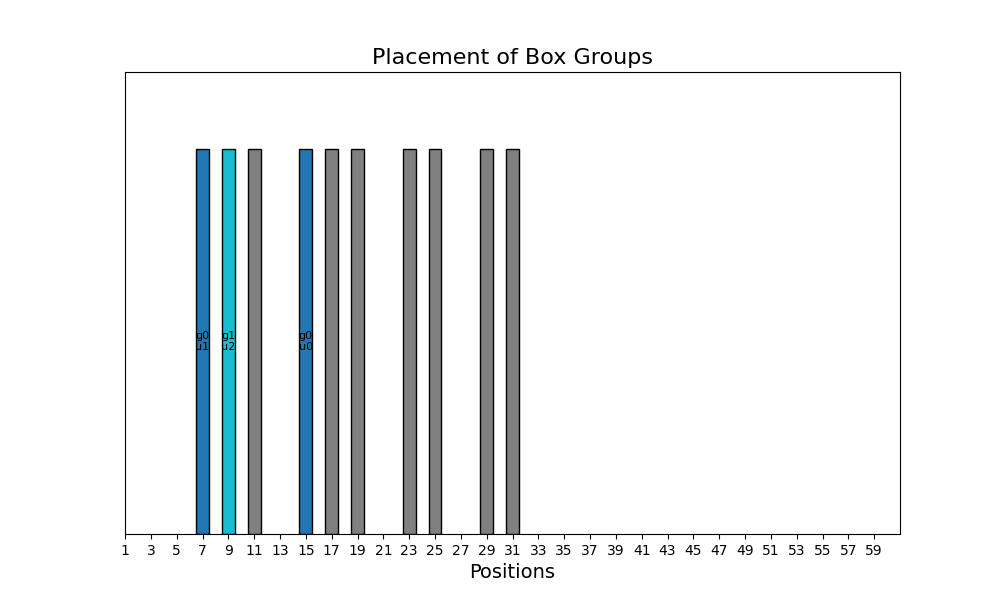 Placement of Box Groups
g0 g1 g0
u1 u2 u0
1 3 5 7 9 11 13 15 17 19 21 23 25 27 29 31 33 35 37 39 41 43 45 47 49 51 53 55 57 59
Positions